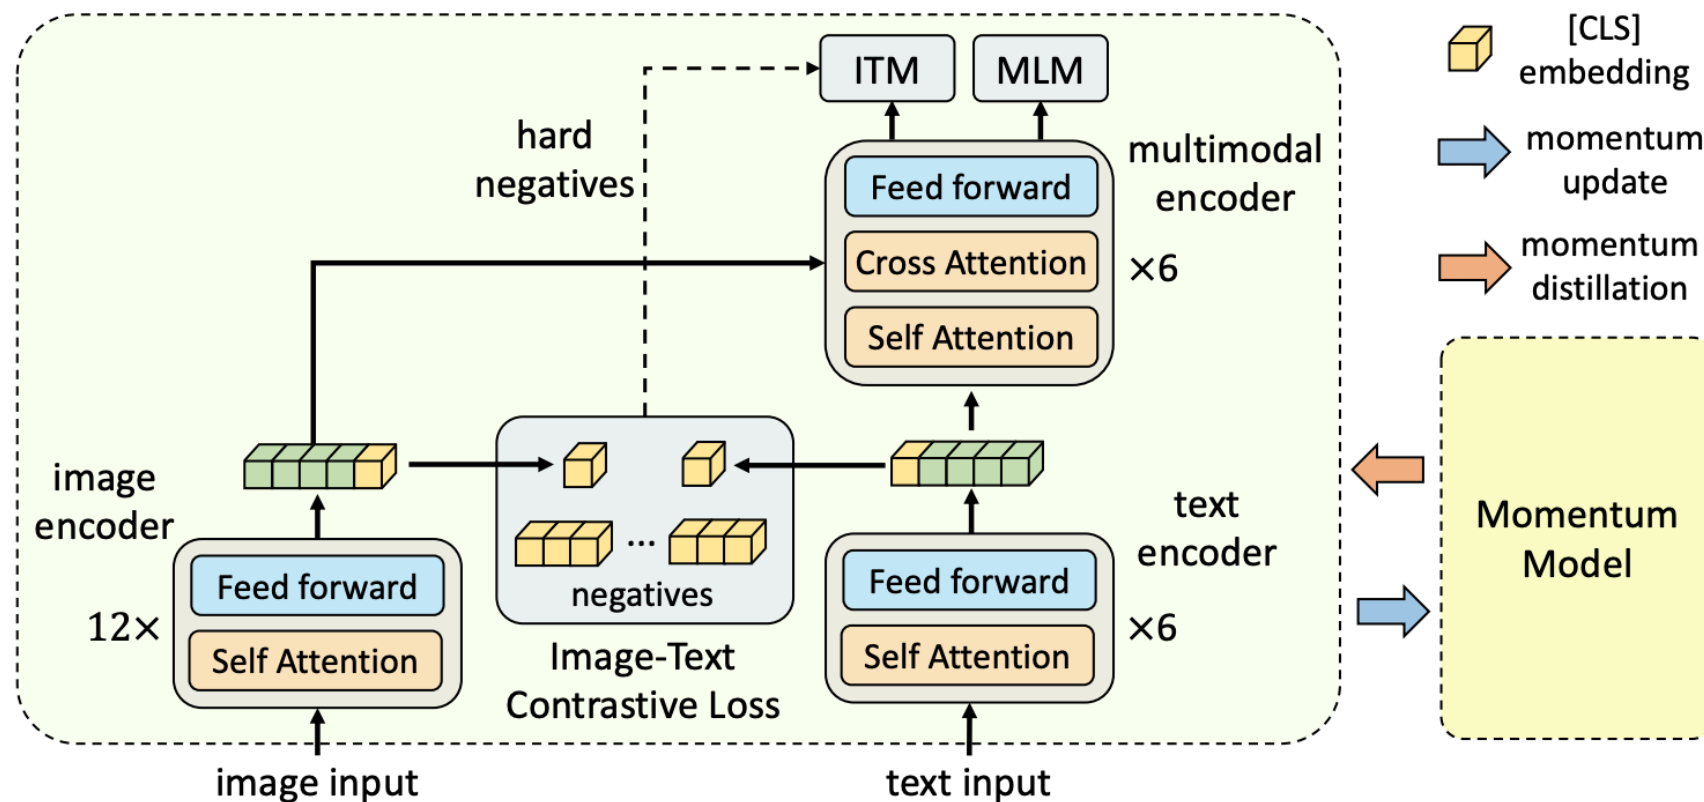 ITM
MLM
[CLS]
embedding
hard
negatives
momentum
update
multimodal
encoder
Feed forward
Cross Attention
×6
Self Attention
momentum
distillation
image
encoder
12×
Feed forward
Self Attention
...
negatives
Image-Text
Contrastive Loss
text
encoder
Feed forward
×6
Self Attention
Momentum
Model
image input
text input